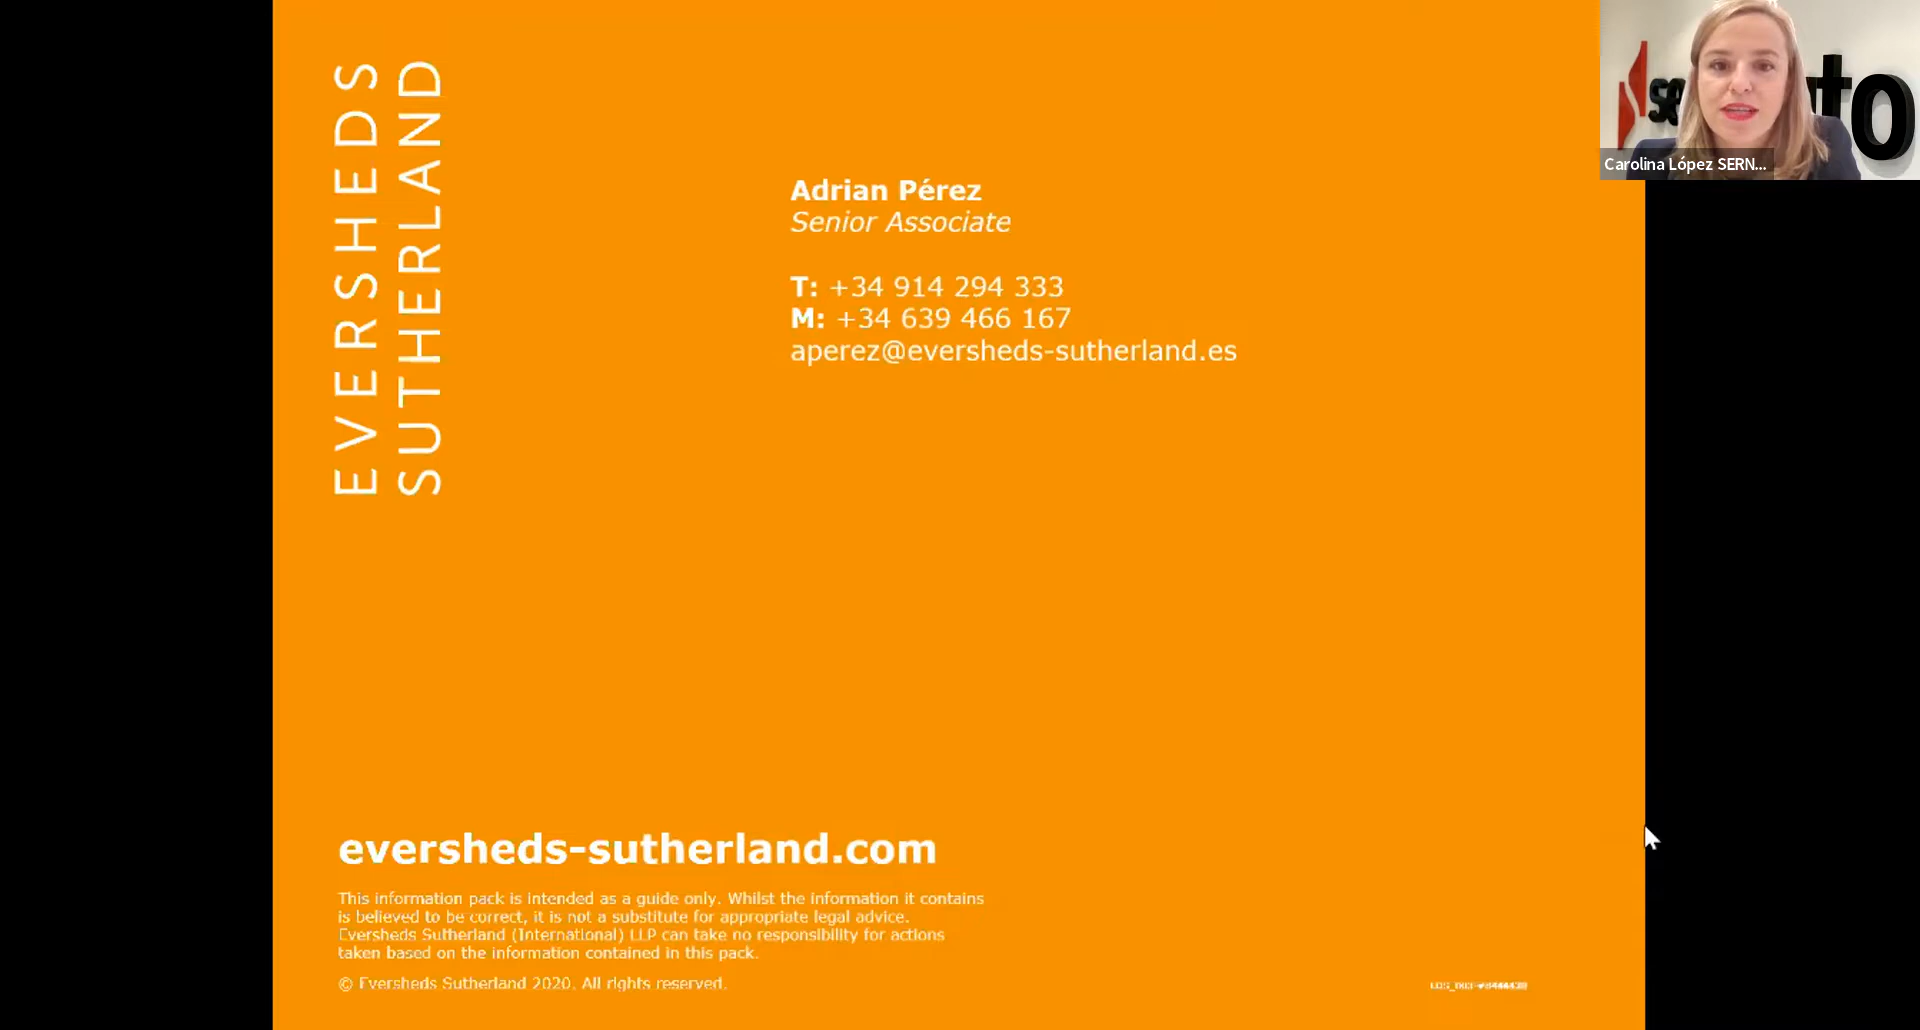 EVERSHEDS
SUTHERLAND
Adrian Pérez
Senior Associate
T: +34 914 294 333
M: +34 639 466 167
aperez@eversheds-sutherland.es
eversheds-sutherland.com
This information pack is intended as a guide only. Whilst the information it contains
is believed to be correct, it is not a substitute for appropriate legal advice.
Eversheds Sutherland (International) LLP can take no responsibility for actions
taken based on the information contained in this pack.
© Eversheds Sutherland 2020. All rights reserved.
Carolina López SERN...